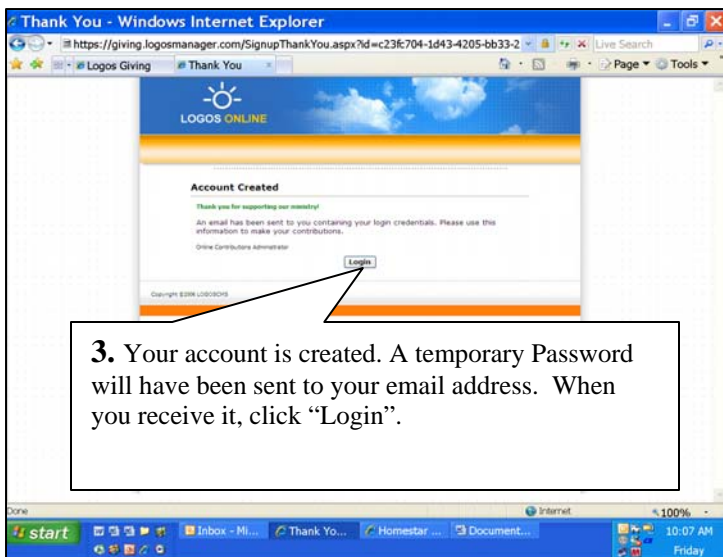 Thank You - Windows Internet Explorer
https://giving.logosmanager.com/SignupThankYou.aspx?id=c23fc704-1d43-4205-bb33-2
Live Search
Logos Giving
Thank You
Page
Tools
LOGOS ONLINE
Account Created
Thank you for supporting our ministry!
An email has been sent to you containing your login credentials. Please use this
information to make your contributions.
Online Contributions Administrator
Login
Copyright ©2006 LOGOSCMS
3. Your account is created. A temporary Password
will have been sent to your email address. When
you receive it, click “Login”.
Done
Internet
100%
start
Inbox - Mi...
Thank Yo...
Homestar ...
Document...
10:07 AM
Friday